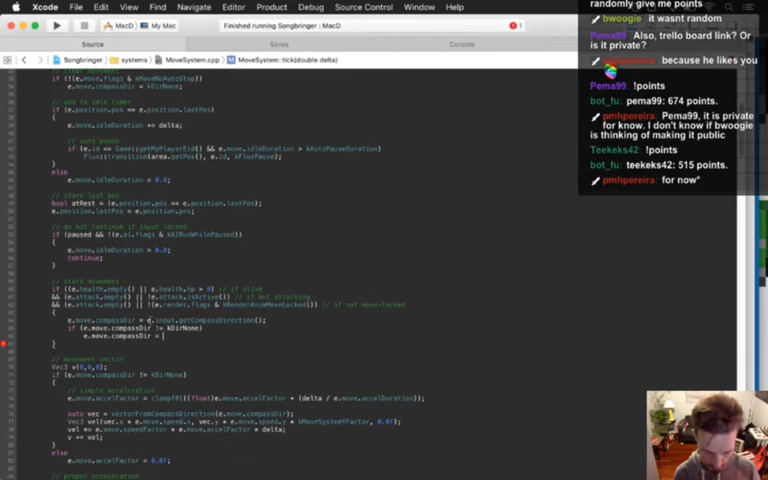 Xcode File Edit View Find Navigate Editor Product Debug Source Control Window Help
MacD My Mac
Finished running Songbringer : MacD
1
Source Saves Console
Songbringer systems MoveSystem.cpp MoveSystem::tick(double delta)
if (!(e.move.flags & kMoveNoAutoStop))
e.move.compassDir = kDirNone;
// add to idle timer
if (e.position.pos == e.position.lastPos)
{
e.move.idleDuration += delta;
// auto pause
if (e.id == Game::getMyPlayerEid() && e.move.idleDuration > kAutoPauseDuration)
Flux::transition(area.getPos(), e.id, kFluxPause);
}
else
e.move.idleDuration = 0.0;
// store last pos
bool atRest = (e.position.pos == e.position.lastPos);
e.position.lastPos = e.position.pos;
// do not continue if input locked
if (paused && !(e.ai.flags & kAIRunWhilePaused))
{
e.move.idleDuration = 0.0;
continue;
}
// start movement
if ((e.health.empty() || e.health.hp > 0) // if alive
&& (e.attack.empty() || !e.attack.isActive()) // if not attacking
&& (e.attack.empty() || !(e.render.flags & kRenderAnimMoveLocked))) // if not move-locked
{
e.move.compassDir = e.input.getCompassDirection();
if (e.move.compassDir != kDirNone)
e.move.compassDir =
}
// movement vector
Vec3 v(0,0,0);
if (e.move.compassDir != kDirNone)
{
// simple acceleration
e.move.accelFactor = clampf01((float)e.move.accelFactor + (delta / e.move.accelDuration));
auto vec = vectorFromCompassDirection(e.move.compassDir);
Vec3 vel(vec.x * e.move.speed.x, vec.y * e.move.speed.y * kMoveSystemYFactor, 0.0f);
vel *= e.move.speedFactor * e.move.accelFactor * delta;
v += vel;
}
else
e.move.accelFactor = 0.0f;
// proper acceleration
randomly give me points
bwoogie it wasnt random
Pema99: Also, trello board link? Or
is it private?
because he likes you
Pema99: !points
bot_fu: pema99: 674 points.
pmhpereira: Pema99, it is private
for know. I don't know if bwoogie
is thinking of making it public
Teekeks42: !points
bot_fu: teekeks42: 515 points.
pmhpereira: for now*